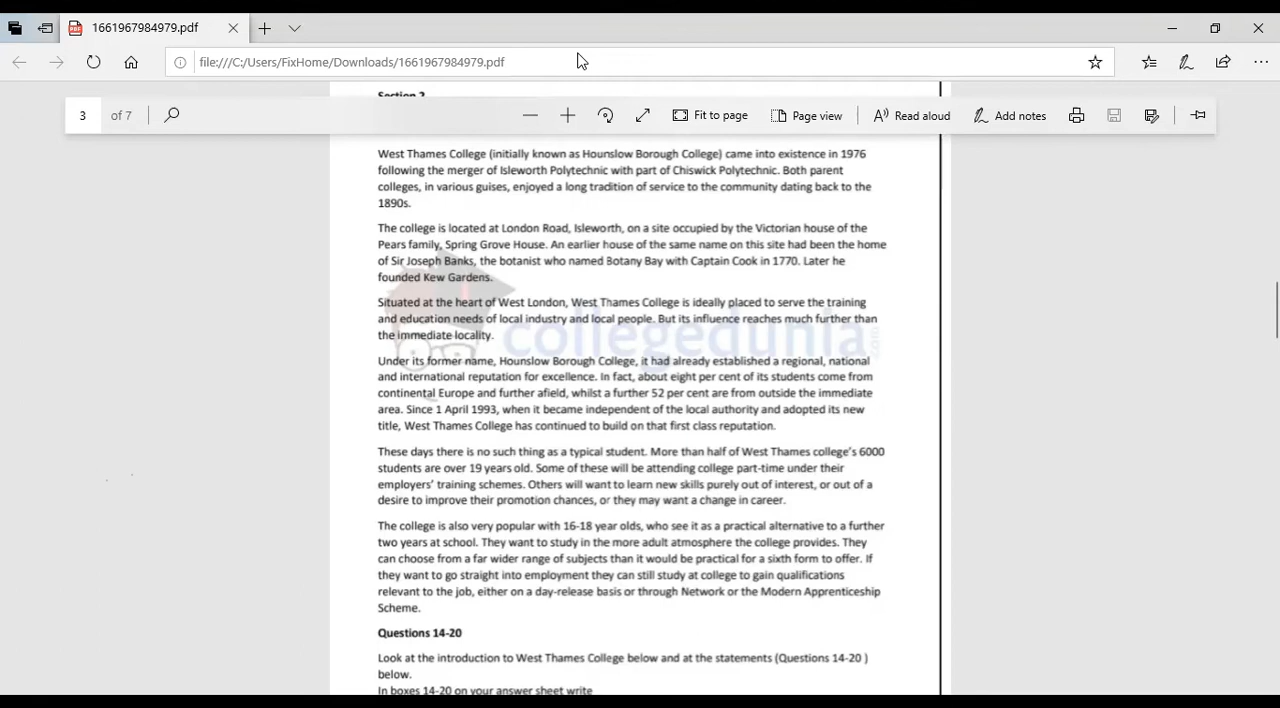 1661967984979.pdf
file:///C:/Users/FixHome/Downloads/1661967984979.pdf
Section 2
3 of 7
Fit to page
Page view
Read aloud
Add notes
West Thames College (initially known as Hounslow Borough College) came into existence in 1976
following the merger of Isleworth Polytechnic with part of Chiswick Polytechnic. Both parent
colleges, in various guises, enjoyed a long tradition of service to the community dating back to the
1890s.
The college is located at London Road, Isleworth, on a site occupied by the Victorian house of the
Pears family, Spring Grove House. An earlier house of the same name on this site had been the home
of Sir Joseph Banks, the botanist who named Botany Bay with Captain Cook in 1770. Later he
founded Kew Gardens.
Situated at the heart of West London, West Thames College is ideally placed to serve the training
and education needs of local industry and local people. But its influence reaches much further than
the immediate locality.
collegedunia
.com
Under its former name, Hounslow Borough College, it had already established a regional, national
and international reputation for excellence. In fact, about eight per cent of its students come from
continental Europe and further afield, whilst a further 52 per cent are from outside the immediate
area. Since 1 April 1993, when it became independent of the local authority and adopted its new
title, West Thames College has continued to build on that first class reputation.
These days there is no such thing as a typical student. More than half of West Thames college's 6000
students are over 19 years old. Some of these will be attending college part-time under their
employers' training schemes. Others will want to learn new skills purely out of interest, or out of a
desire to improve their promotion chances, or they may want a change in career.
The college is also very popular with 16-18 year olds, who see it as a practical alternative to a further
two years at school. They want to study in the more adult atmosphere the college provides. They
can choose from a far wider range of subjects than it would be practical for a sixth form to offer. If
they want to go straight into employment they can still study at college to gain qualifications
relevant to the job, either on a day-release basis or through Network or the Modern Apprenticeship
Scheme.
Questions 14-20
Look at the introduction to West Thames College below and at the statements (Questions 14-20 )
below.
In boxes 14-20 on your answer sheet write